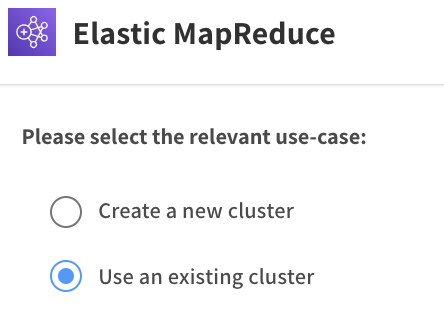 Elastic MapReduce
Please select the relevant use-case:
Create a new cluster
Use an existing cluster